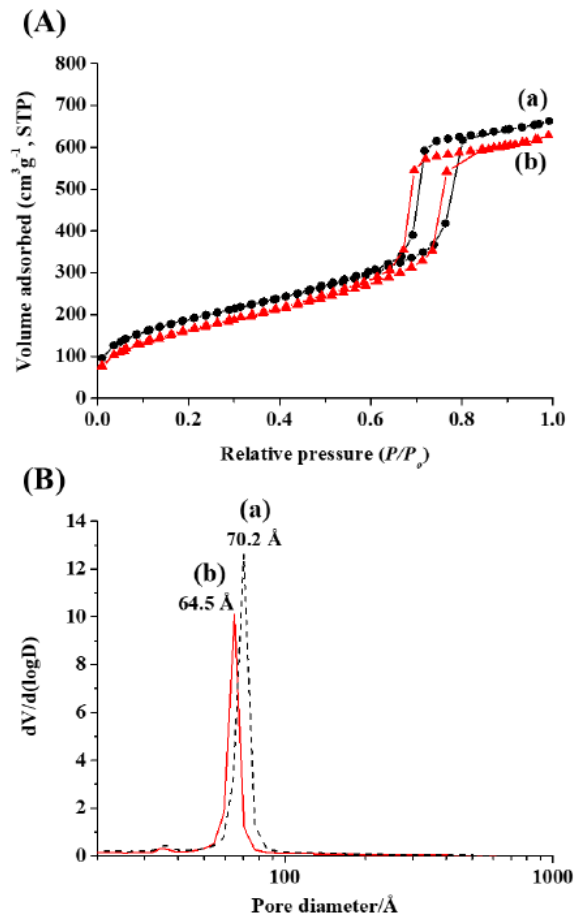 (A)
800
700
600
500
400
300
200
100
0
(a)
(b)
Volume adsorbed (cm³g⁻¹, STP)
0.0 0.2 0.4 0.6 0.8 1.0
Relative pressure (P/Pₒ)
(B)
14
12
10
8
6
4
2
0
(a)
70.2 Å
(b)
64.5 Å
dV/d(logD)
100 1000
Pore diameter/Å